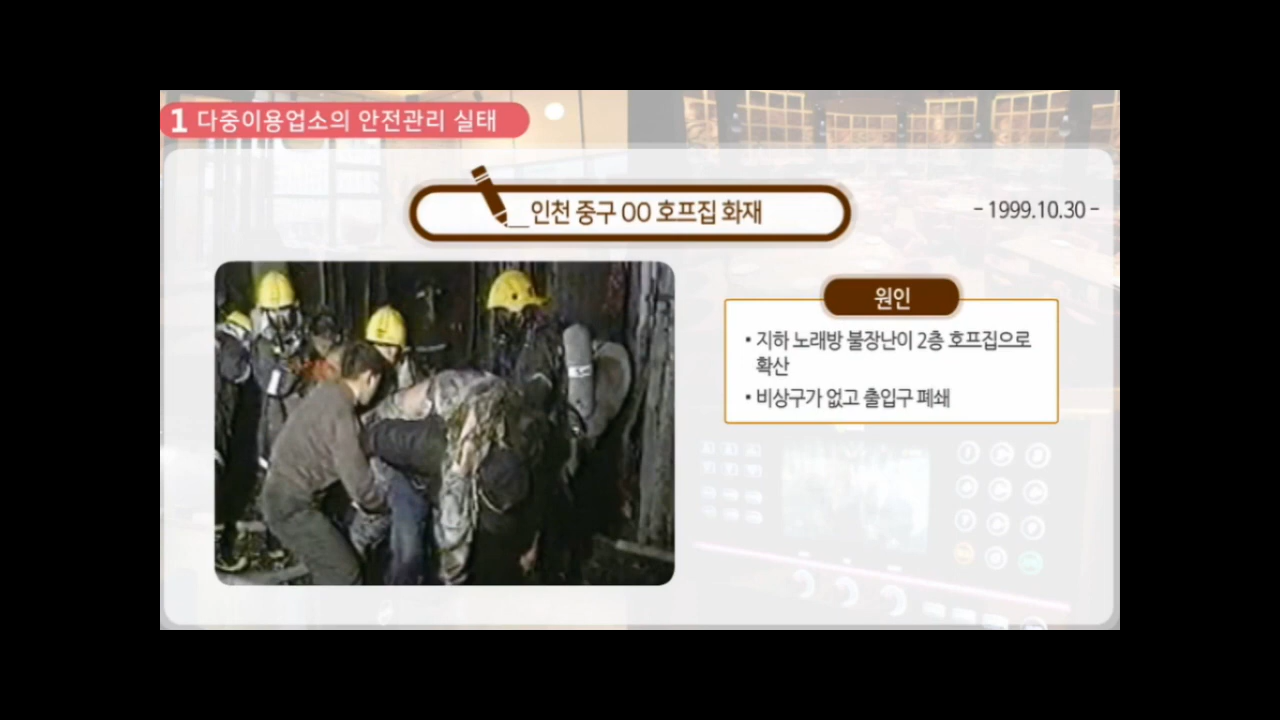 1 다중이용업소의 안전관리 실태
인천 중구 OO 호프집 화재
- 1999.10.30 -
원인
▪ 지하 노래방 불장난이 2층 호프집으로
확산
▪ 비상구가 없고 출입구 폐쇄